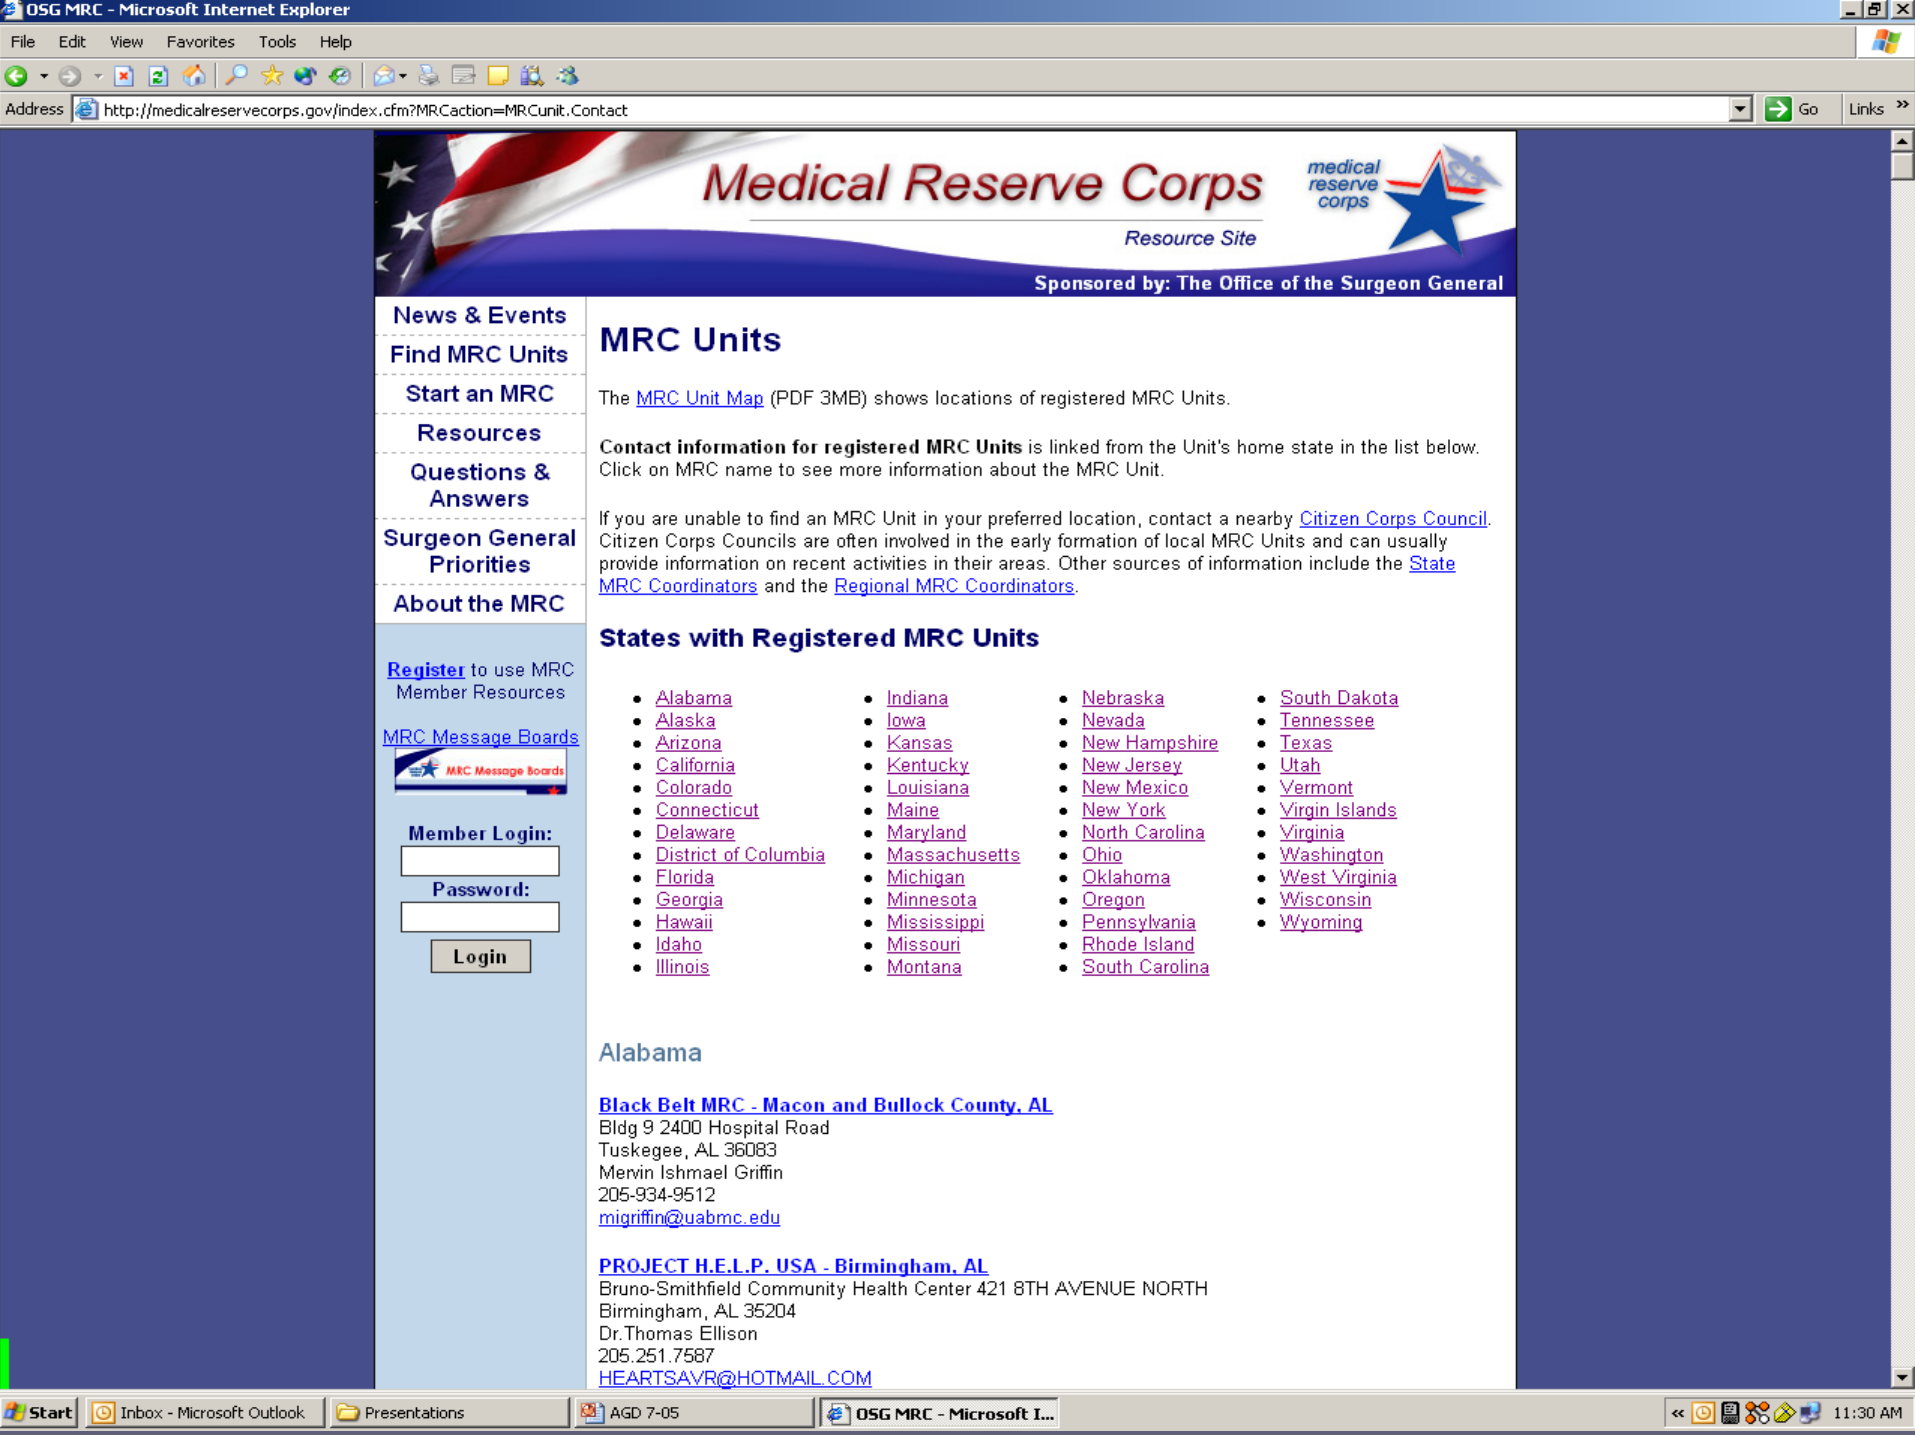 OSG MRC - Microsoft Internet Explorer
File Edit View Favorites Tools Help
Address http://medicalreservecorps.gov/index.cfm?MRCaction=MRCunit.Contact Go Links »
Medical Reserve Corps
Resource Site
medical
reserve
corps
Sponsored by: The Office of the Surgeon General
News & Events
Find MRC Units
Start an MRC
Resources
Questions &
Answers
Surgeon General
Priorities
About the MRC
Register to use MRC
Member Resources
MRC Message Boards
MRC Message Boards
Member Login:
Password:
Login
MRC Units
The MRC Unit Map (PDF 3MB) shows locations of registered MRC Units.
Contact information for registered MRC Units is linked from the Unit's home state in the list below.
Click on MRC name to see more information about the MRC Unit.
If you are unable to find an MRC Unit in your preferred location, contact a nearby Citizen Corps Council.
Citizen Corps Councils are often involved in the early formation of local MRC Units and can usually
provide information on recent activities in their areas. Other sources of information include the State
MRC Coordinators and the Regional MRC Coordinators.
States with Registered MRC Units
Alabama
Alaska
Arizona
California
Colorado
Connecticut
Delaware
District of Columbia
Florida
Georgia
Hawaii
Idaho
Illinois
Indiana
Iowa
Kansas
Kentucky
Louisiana
Maine
Maryland
Massachusetts
Michigan
Minnesota
Mississippi
Missouri
Montana
Nebraska
Nevada
New Hampshire
New Jersey
New Mexico
New York
North Carolina
Ohio
Oklahoma
Oregon
Pennsylvania
Rhode Island
South Carolina
South Dakota
Tennessee
Texas
Utah
Vermont
Virgin Islands
Virginia
Washington
West Virginia
Wisconsin
Wyoming
Alabama
Black Belt MRC - Macon and Bullock County, AL
Bldg 9 2400 Hospital Road
Tuskegee, AL 36083
Mervin Ishmael Griffin
205-934-9512
migriffin@uabmc.edu
PROJECT H.E.L.P. USA - Birmingham, AL
Bruno-Smithfield Community Health Center 421 8TH AVENUE NORTH
Birmingham, AL 35204
Dr.Thomas Ellison
205.251.7587
HEARTSAVR@HOTMAIL.COM
Start Inbox - Microsoft Outlook Presentations AGD 7-05 OSG MRC - Microsoft I... « 11:30 AM